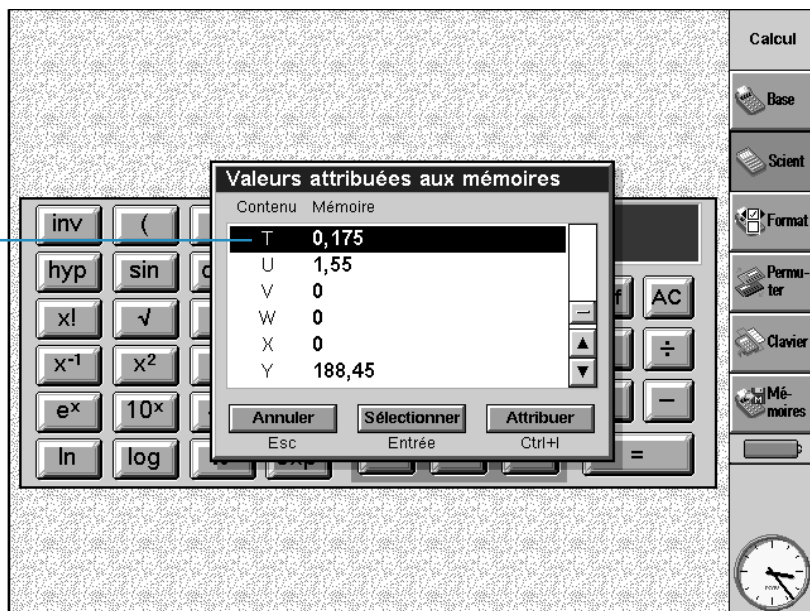 Calcul
Base
Scient
Format
Permu-
ter
Clavier
Mé-
moires
Valeurs attribuées aux mémoires
Contenu Mémoire
T 0,175
U 1,55
V 0
W 0
X 0
Y 188,45
Annuler Sélectionner Attribuer
Esc Entrée Ctrl+I
inv (
hyp sin
x! √
AC
x⁻¹ x²
÷
eˣ 10ˣ
−
ln log
=